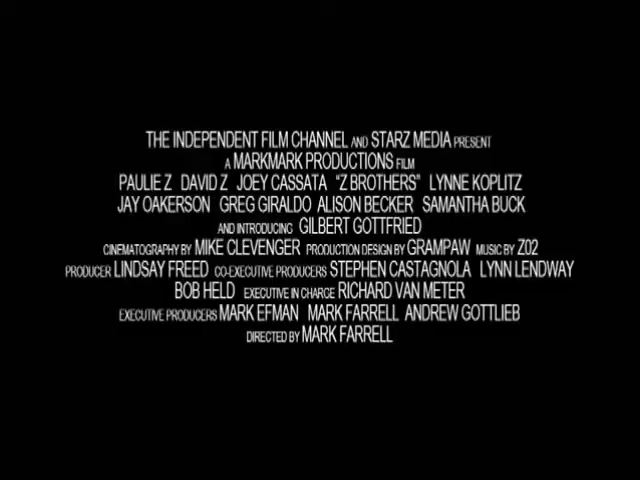 THE INDEPENDENT FILM CHANNEL AND STARZ MEDIA PRESENT
A MARKMARK PRODUCTIONS FILM
PAULIE Z DAVID Z JOEY CASSATA "Z BROTHERS" LYNNE KOPLITZ
JAY OAKERSON GREG GIRALDO ALISON BECKER SAMANTHA BUCK
AND INTRODUCING GILBERT GOTTFRIED
CINEMATOGRAPHY BY MIKE CLEVENGER PRODUCTION DESIGN BY GRAMPAW MUSIC BY Z02
PRODUCER LINDSAY FREED CO-EXECUTIVE PRODUCERS STEPHEN CASTAGNOLA LYNN LENDWAY
BOB HELD EXECUTIVE IN CHARGE RICHARD VAN METER
EXECUTIVE PRODUCERS MARK EFMAN MARK FARRELL ANDREW GOTTLIEB
DIRECTED BY MARK FARRELL